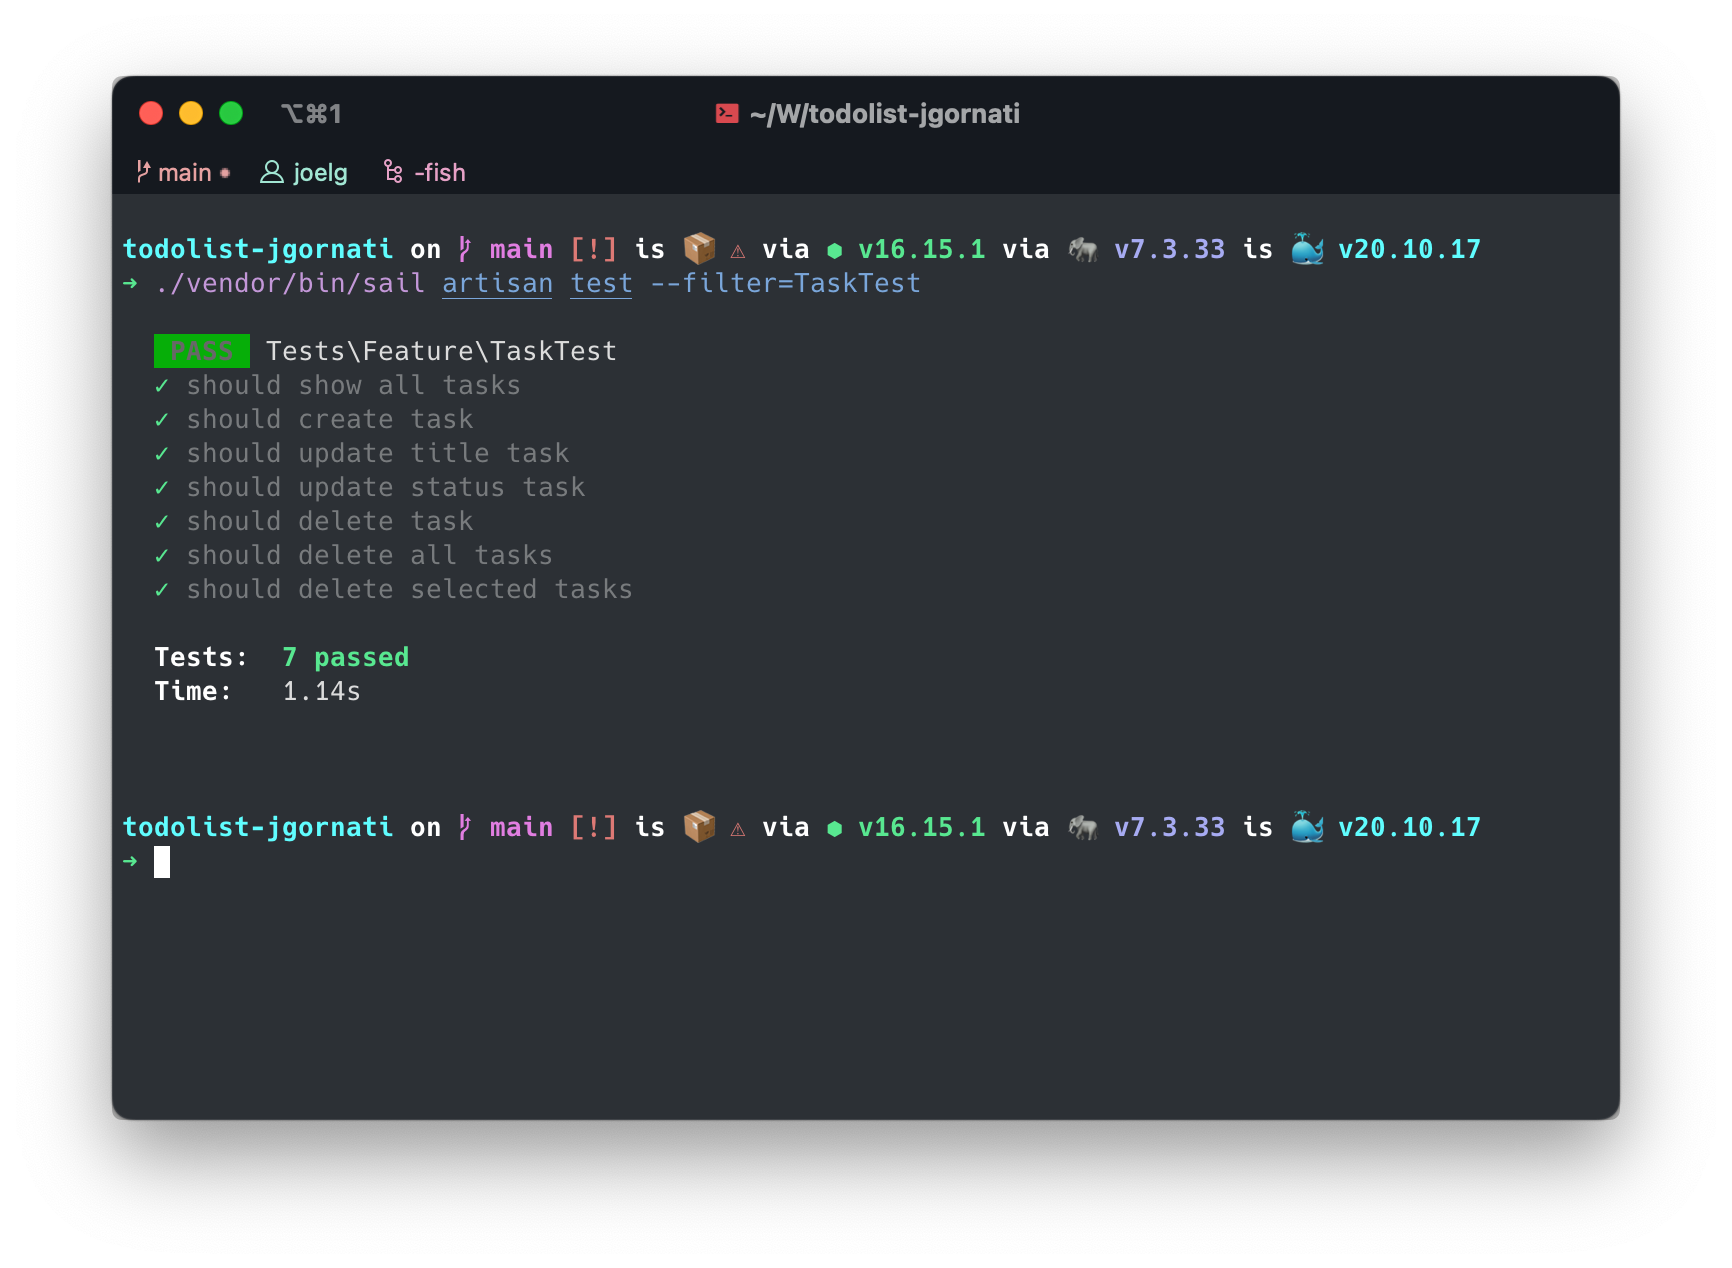 ⌥⌘1 ~/W/todolist-jgornati
main joelg -fish
todolist-jgornati on main [!] is 📦 ⚠ via ⬢ v16.15.1 via 🐘 v7.3.33 is 🐳 v20.10.17
➜ ./vendor/bin/sail artisan test --filter=TaskTest
PASS Tests\Feature\TaskTest
✓ should show all tasks
✓ should create task
✓ should update title task
✓ should update status task
✓ should delete task
✓ should delete all tasks
✓ should delete selected tasks
Tests: 7 passed
Time: 1.14s
todolist-jgornati on main [!] is 📦 ⚠ via ⬢ v16.15.1 via 🐘 v7.3.33 is 🐳 v20.10.17
➜